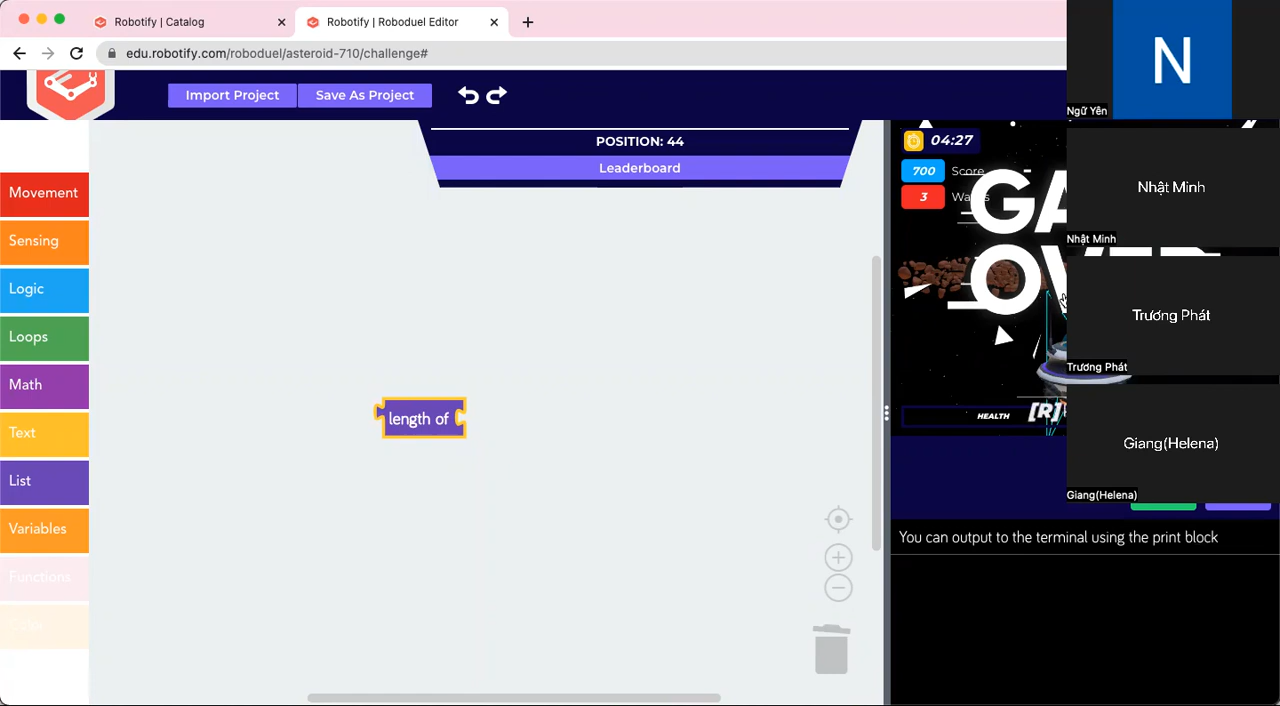 Robotify | Catalog
Robotify | Roboduel Editor
edu.robotify.com/roboduel/asteroid-710/challenge#
Import Project
Save As Project
POSITION: 44
Leaderboard
Movement
Sensing
Logic
Loops
Math
Text
List
Variables
Functions
length of
04:27
700 Score
3
GA
OV
HEALTH
[R]
You can output to the terminal using the print block
N
Ngữ Yên
Nhật Minh
Nhật Minh
Trương Phát
Trương Phát
Giang(Helena)
Giang(Helena)